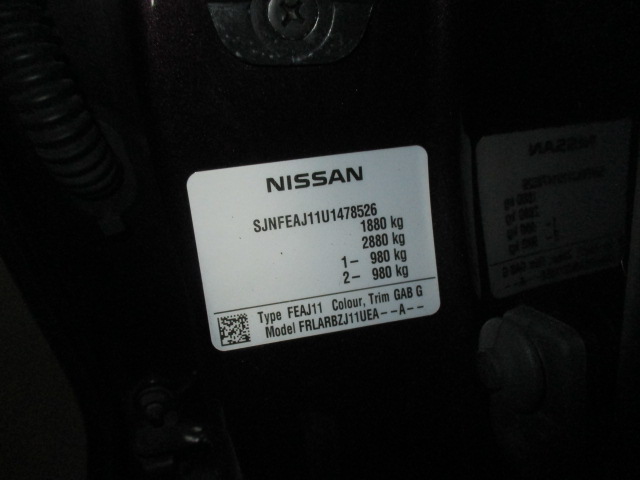 NISSAN
SJNFEAJ11U1478526
1880 kg
2880 kg
1- 980 kg
2- 980 kg
Type FEAJ11 Colour, Trim GAB G
Model FRLARBZJ11UEA--A--